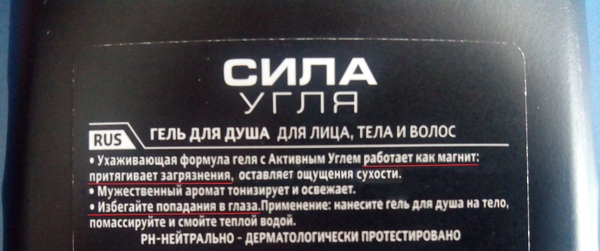 СИЛА
УГЛЯ
RUS ГЕЛЬ ДЛЯ ДУША ДЛЯ ЛИЦА, ТЕЛА И ВОЛОС
• Ухаживающая формула геля с Активным Углем работает как магнит:
притягивает загрязнения, оставляет ощущения сухости.
• Мужественный аромат тонизирует и освежает.
• Избегайте попадания в глаза.Применение: нанесите гель для душа на тело,
помассируйте и смойте теплой водой.
PH-НЕЙТРАЛЬНО - ДЕРМАТОЛОГИЧЕСКИ ПРОТЕСТИРОВАНО